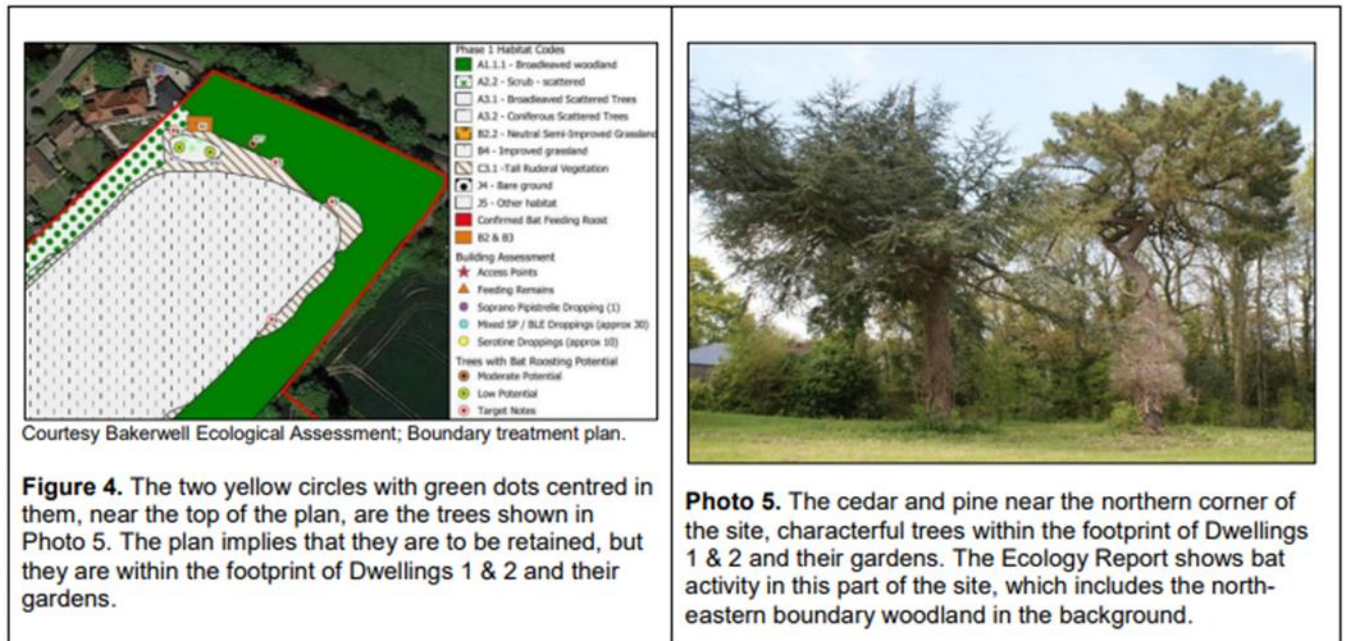 Phase 1 Habitat Codes
A1.1.1 - Broadleaved woodland
A2.2 - Scrub - scattered
A3.1 - Broadleaved Scattered Trees
A3.2 - Coniferous Scattered Trees
B2.2 - Neutral Semi-Improved Grassland
B4 - Improved grassland
C3.1 -Tall Ruderal Vegetation
J4 - Bare ground
J5 - Other habitat
Confirmed Bat Feeding Roost
B2 & B3
Building Assessment
Access Points
Feeding Remains
Soprano Pipistrelle Dropping (1)
Mixed SP / BLE Droppings (approx 30)
Serotine Droppings (approx 10)
Trees with Bat Roosting Potential
Moderate Potential
Low Potential
Target Notes
Courtesy Bakerwell Ecological Assessment; Boundary treatment plan.
Figure 4. The two yellow circles with green dots centred in
them, near the top of the plan, are the trees shown in
Photo 5. The plan implies that they are to be retained, but
they are within the footprint of Dwellings 1 & 2 and their
gardens.
Photo 5. The cedar and pine near the northern corner of
the site, characterful trees within the footprint of Dwellings
1 & 2 and their gardens. The Ecology Report shows bat
activity in this part of the site, which includes the north-
eastern boundary woodland in the background.